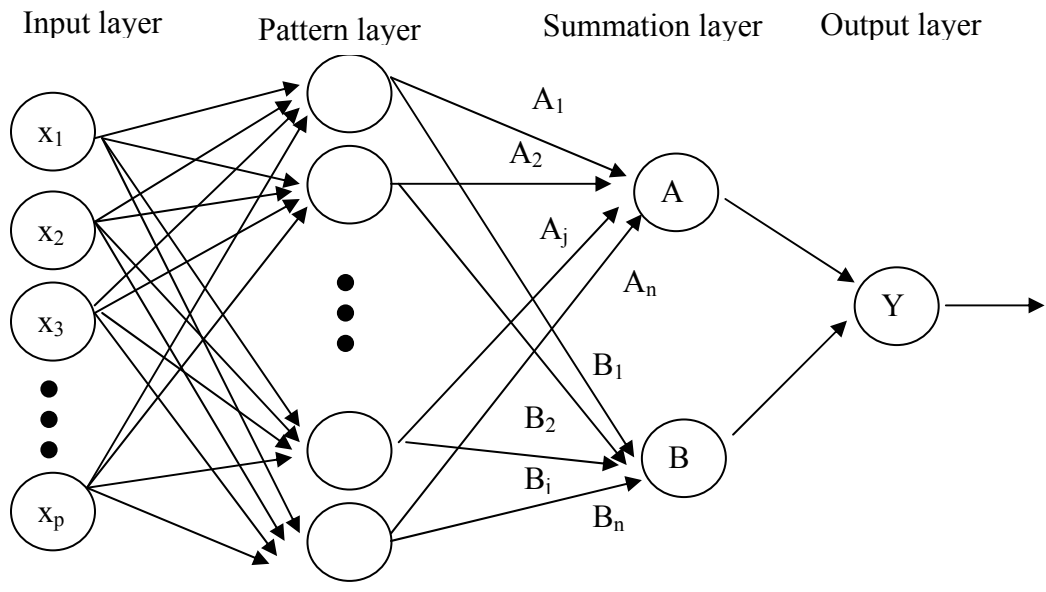 Input layer
Pattern layer
Summation layer
Output layer
x1
x2
x3
xp
A1
A2
Aj
An
B1
B2
Bj
Bn
A
B
Y